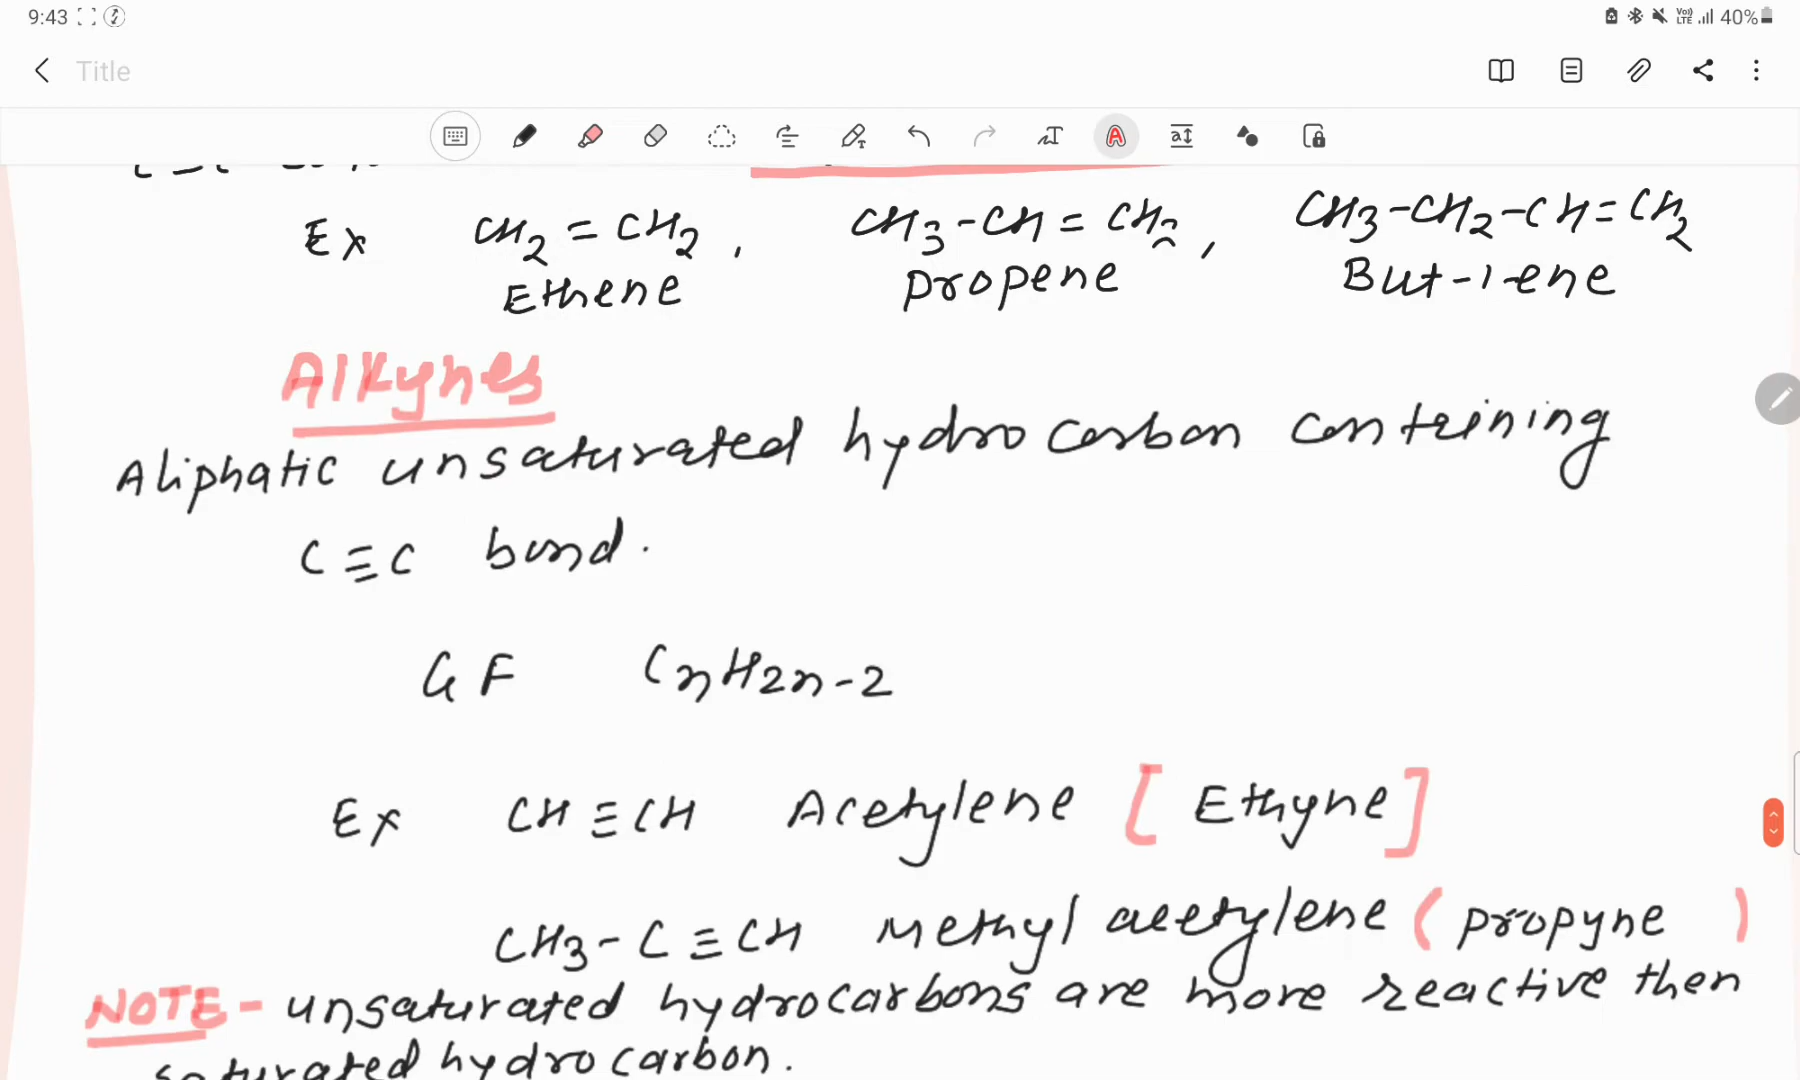 9:43 40%
Title
Ex CH2 = CH2 , CH3-CH = CH2 , CH3-CH2-CH=CH2
Ethene propene But-1-ene
Alkynes
Aliphatic unsaturated hydrocarbon contrining
C≡C bond.
GF CnH2n-2
Ex CH≡CH Acetylene [Ethyne]
CH3-C≡CH Methyl acetylene (propyne)
NOTE- unsaturated hydrocarbons are more reactive then
saturated hydrocarbon.